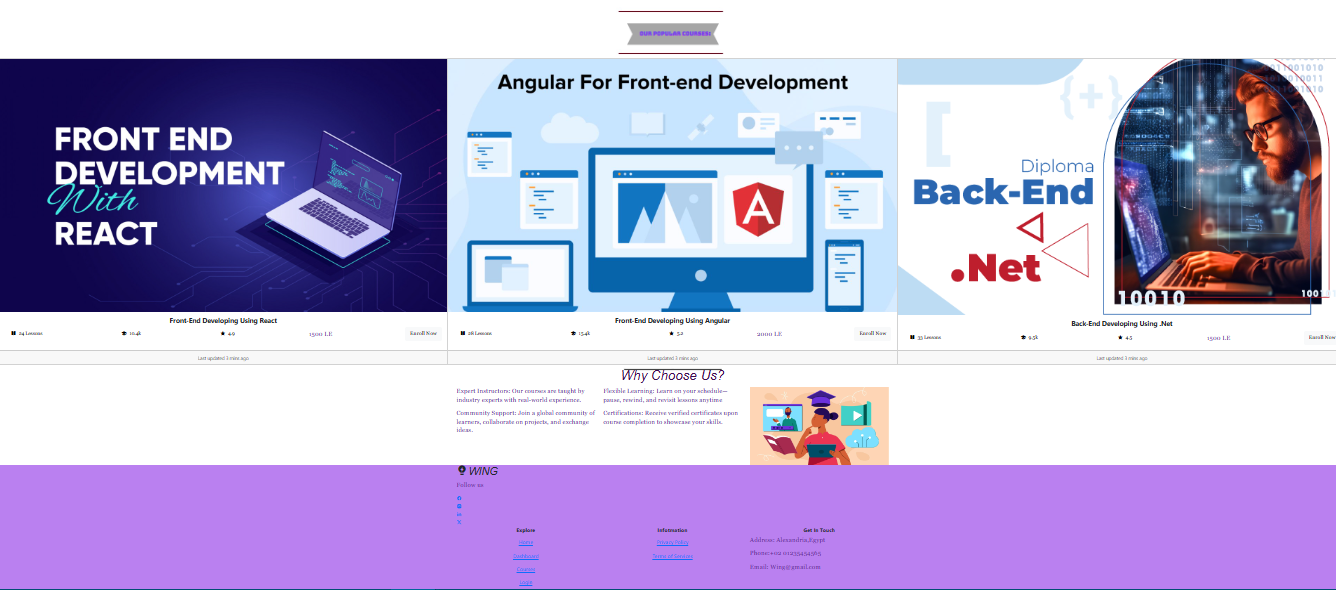 OUR POPULAR COURSES!
FRONT END
DEVELOPMENT
With
REACT
Front-End Developing Using React
24 Lessons
10.4k
4.9
1500 LE
Enroll Now
Last updated 3 mins ago
Angular For Front-end Development
A
Front-End Developing Using Angular
28 Lessons
15.4k
5.2
2000 LE
Enroll Now
Last updated 3 mins ago
Diploma
Back-End
.Net
10010
Back-End Developing Using .Net
33 Lessons
9.5k
4.5
1500 LE
Enroll Now
Last updated 3 mins ago
Why Choose Us?
Expert Instructors: Our courses are taught by
industry experts with real-world experience.
Community Support: Join a global community of
learners, collaborate on projects, and exchange
ideas.
Flexible Learning: Learn on your schedule—
pause, rewind, and revisit lessons anytime
Certifications: Receive verified certificates upon
course completion to showcase your skills.
WING
Follow us
Explore
Home
Dashboard
Courses
Login
Information
Privacy Policy
Terms of Services
Get In Touch
Address: Alexandria,Egypt
Email: Wing@gmail.com